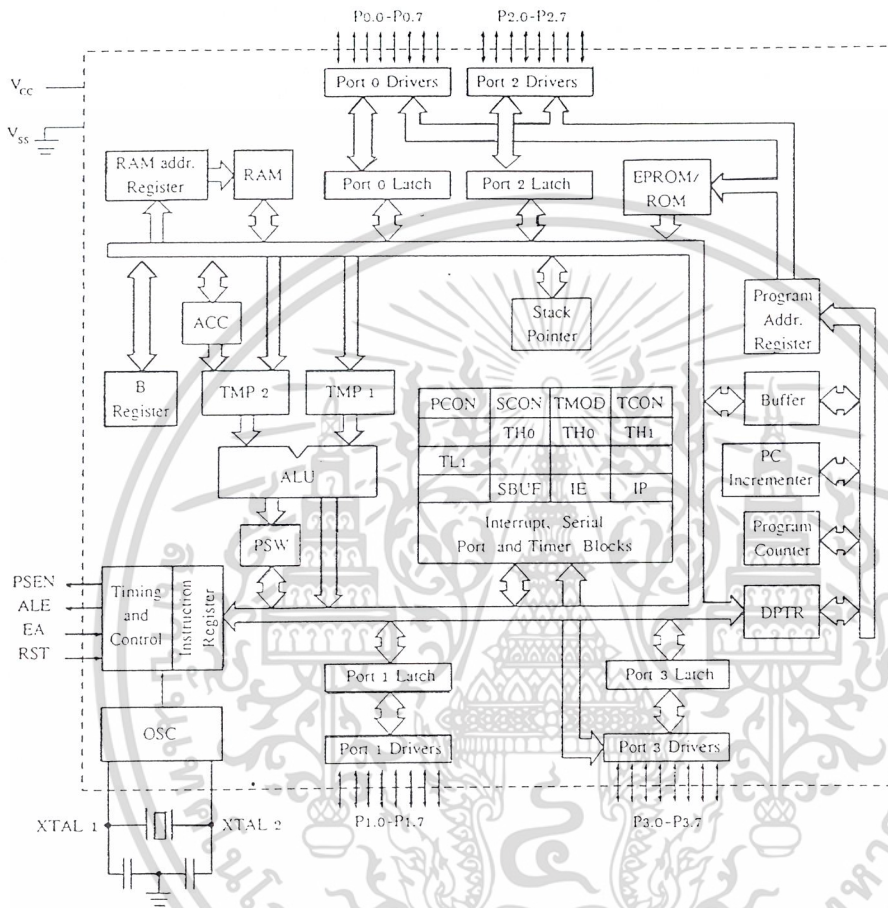 P0.0-P0.7
P2.0-P2.7
Port 0 Drivers
Port 2 Drivers
VCC
VSS
RAM addr.
Register
RAM
Port 0 Latch
Port 2 Latch
EPROM/
ROM
ACC
Stack
Pointer
Program
Addr.
Register
B
Register
TMP 2
TMP 1
PCON SCON TMOD TCON
TH0 TH0 TH1
TL1
SBUF IE IP
Interrupt, Serial
Port and Timer Blocks
Buffer
ALU
PC
Incrementer
PSW
Program
Counter
PSEN
ALE
EA
RST
Timing
and
Control
Instruction
Register
DPTR
Port 1 Latch
Port 3 Latch
OSC
Port 1 Drivers
Port 3 Drivers
XTAL 1
XTAL 2
P1.0-P1.7
P3.0-P3.7